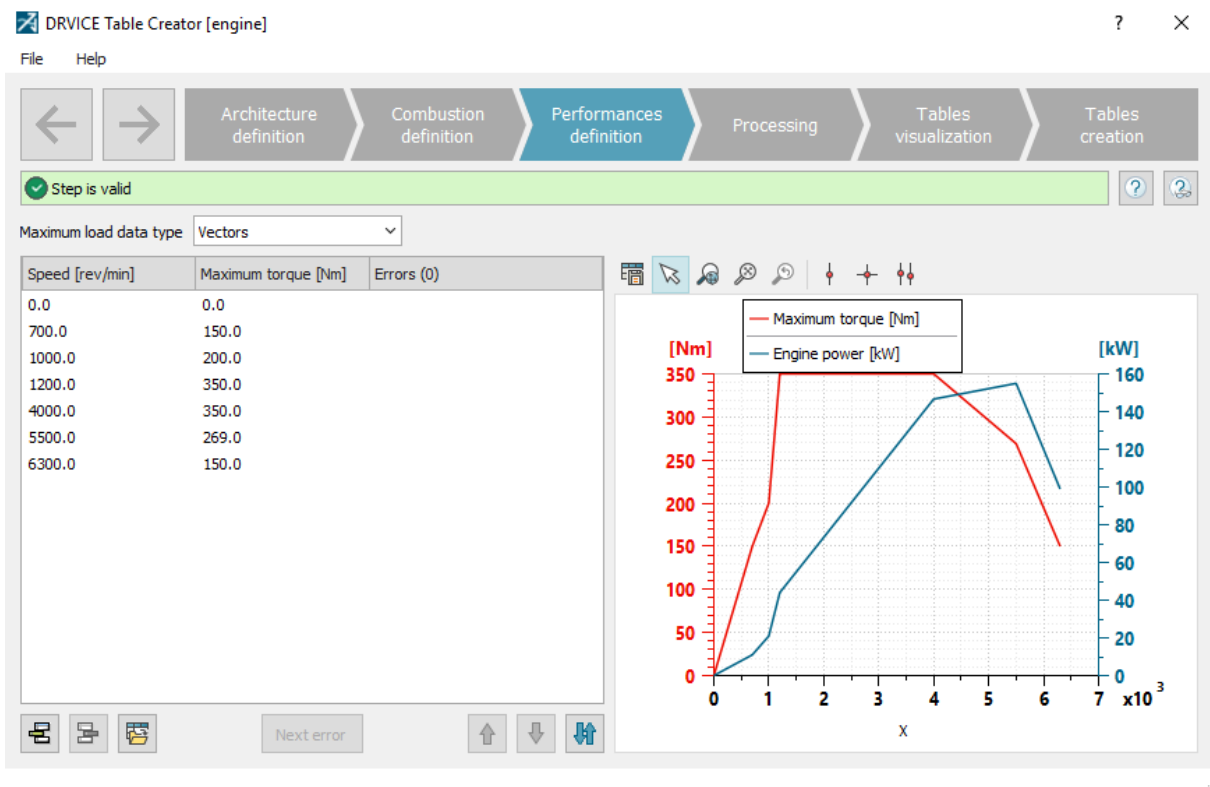 DRVICE Table Creator [engine]
File Help
Architecture definition
Combustion definition
Performances definition
Processing
Tables visualization
Tables creation
Step is valid
Maximum load data type Vectors
Speed [rev/min] Maximum torque [Nm] Errors (0)
0.0 0.0
700.0 150.0
1000.0 200.0
1200.0 350.0
4000.0 350.0
5500.0 269.0
6300.0 150.0
Next error
Maximum torque [Nm]
Engine power [kW]
[Nm]
350
300
250
200
150
100
50
0
[kW]
160
140
120
100
80
60
40
20
0
0 1 2 3 4 5 6 7 x10 3
X